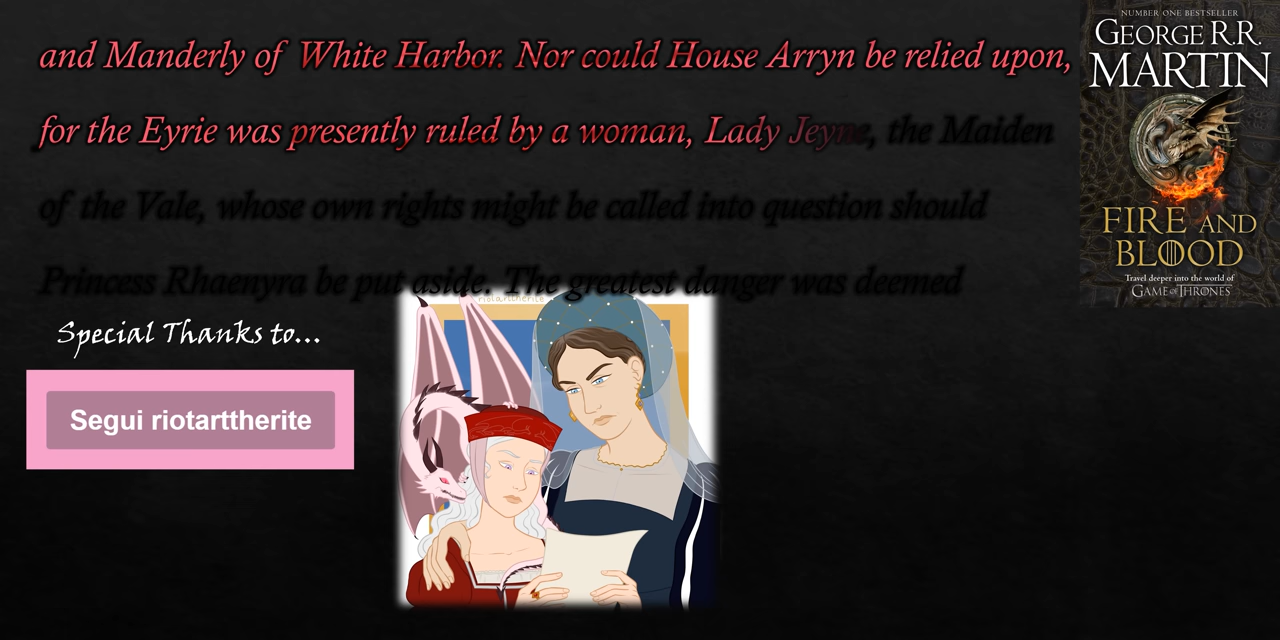 and Manderly of White Harbor. Nor could House Arryn be relied upon,
for the Eyrie was presently ruled by a woman, Lady Jeyne, the Maiden
of the Vale, whose own rights might be called into question should
Princess Rhaenyra be put aside. The greatest danger was deemed
Special Thanks to...
Segui riotarttherite
riotarttherite
NUMBER ONE BESTSELLER
GEORGE R.R.
MARTIN
FIRE AND
BLOOD
Travel deeper into the world of
GAME OF THRONES